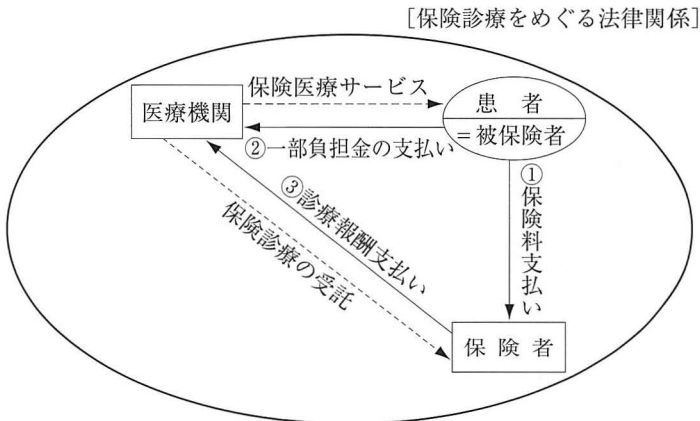 [保険診療をめぐる法律関係]
医療機関
保険医療サービス
患 者
=被保険者
②一部負担金の支払い
①保険料支払い
③診療報酬支払い
保険診療の受託
保 険 者